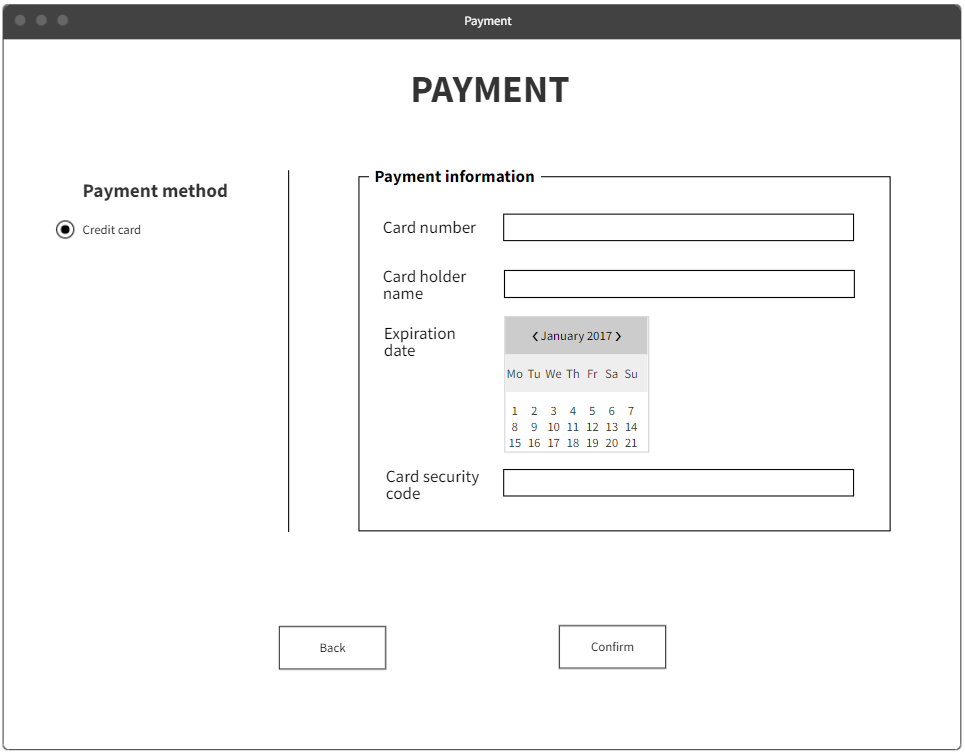 Payment
PAYMENT
Payment method
Credit card
Payment information
Card number
Card holder
name
Expiration
date
< January 2017 >
Mo Tu We Th Fr Sa Su
1 2 3 4 5 6 7
8 9 10 11 12 13 14
15 16 17 18 19 20 21
Card security
code
Back
Confirm